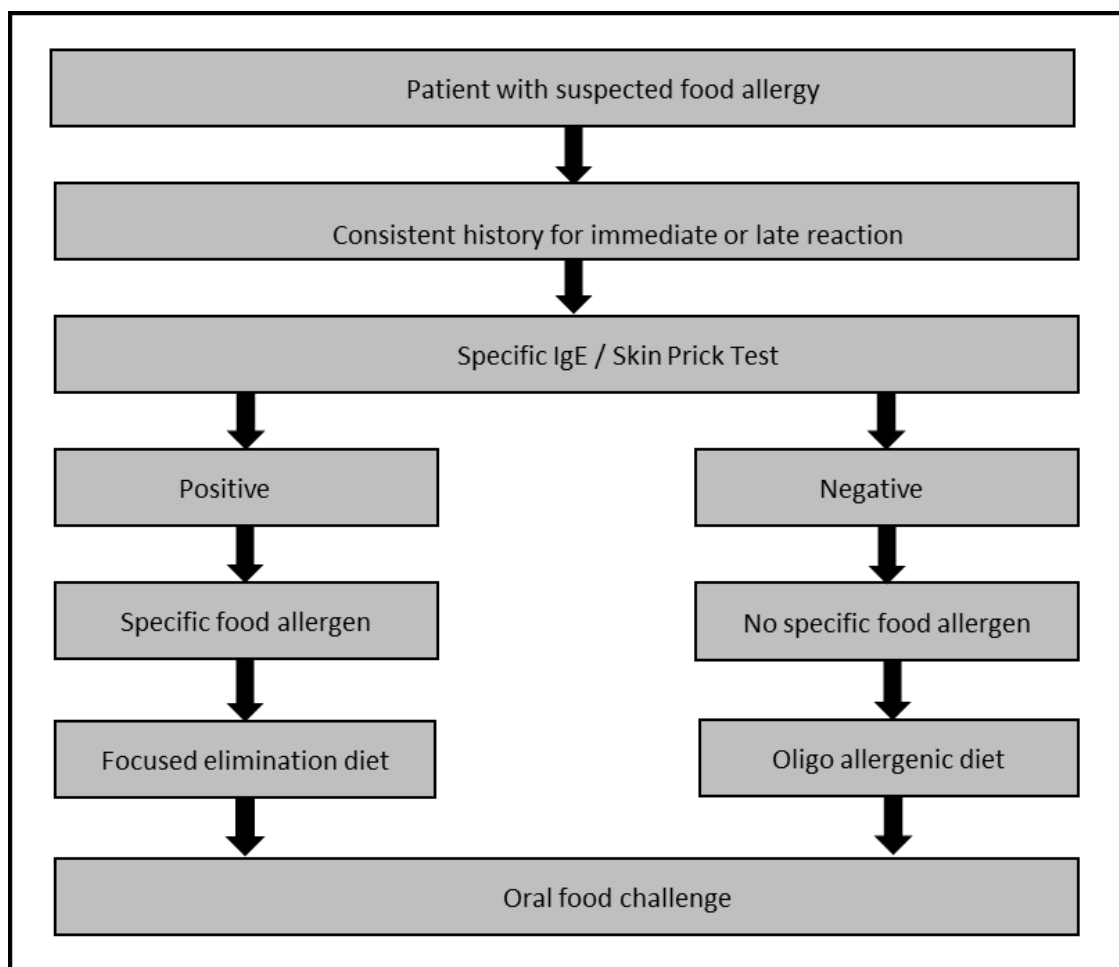 Patient with suspected food allergy
Consistent history for immediate or late reaction
Specific IgE / Skin Prick Test
Positive
Negative
Specific food allergen
No specific food allergen
Focused elimination diet
Oligo allergenic diet
Oral food challenge